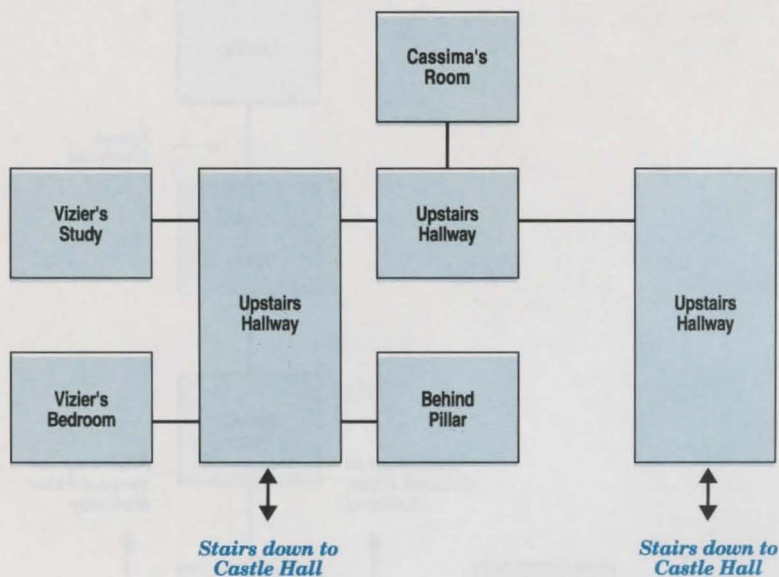 Cassima's
Room
Vizier's
Study
Upstairs
Hallway
Upstairs
Hallway
Upstairs
Hallway
Vizier's
Bedroom
Behind
Pillar
Stairs down to
Castle Hall
Stairs down to
Castle Hall